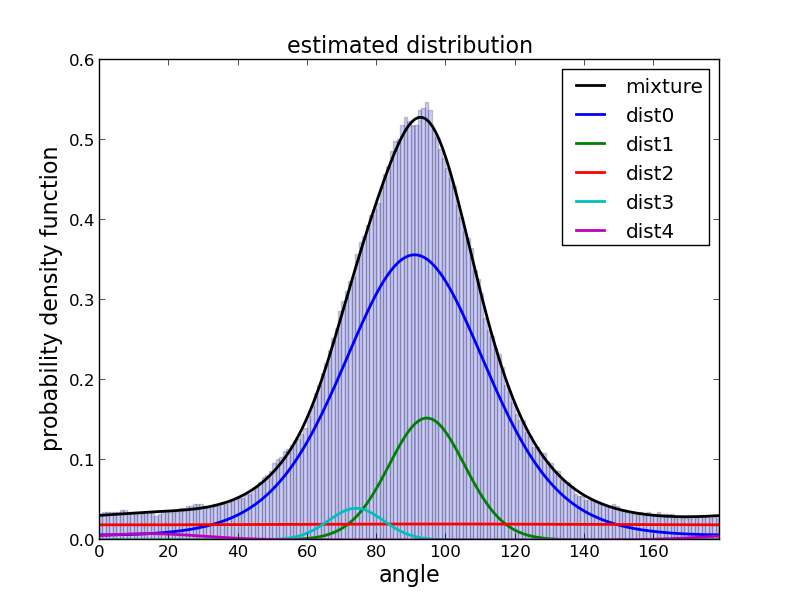 estimated distribution
0.6
0.5
0.4
0.3
0.2
0.1
0.0
probability density function
mixture
dist0
dist1
dist2
dist3
dist4
0 20 40 60 80 100 120 140 160
angle